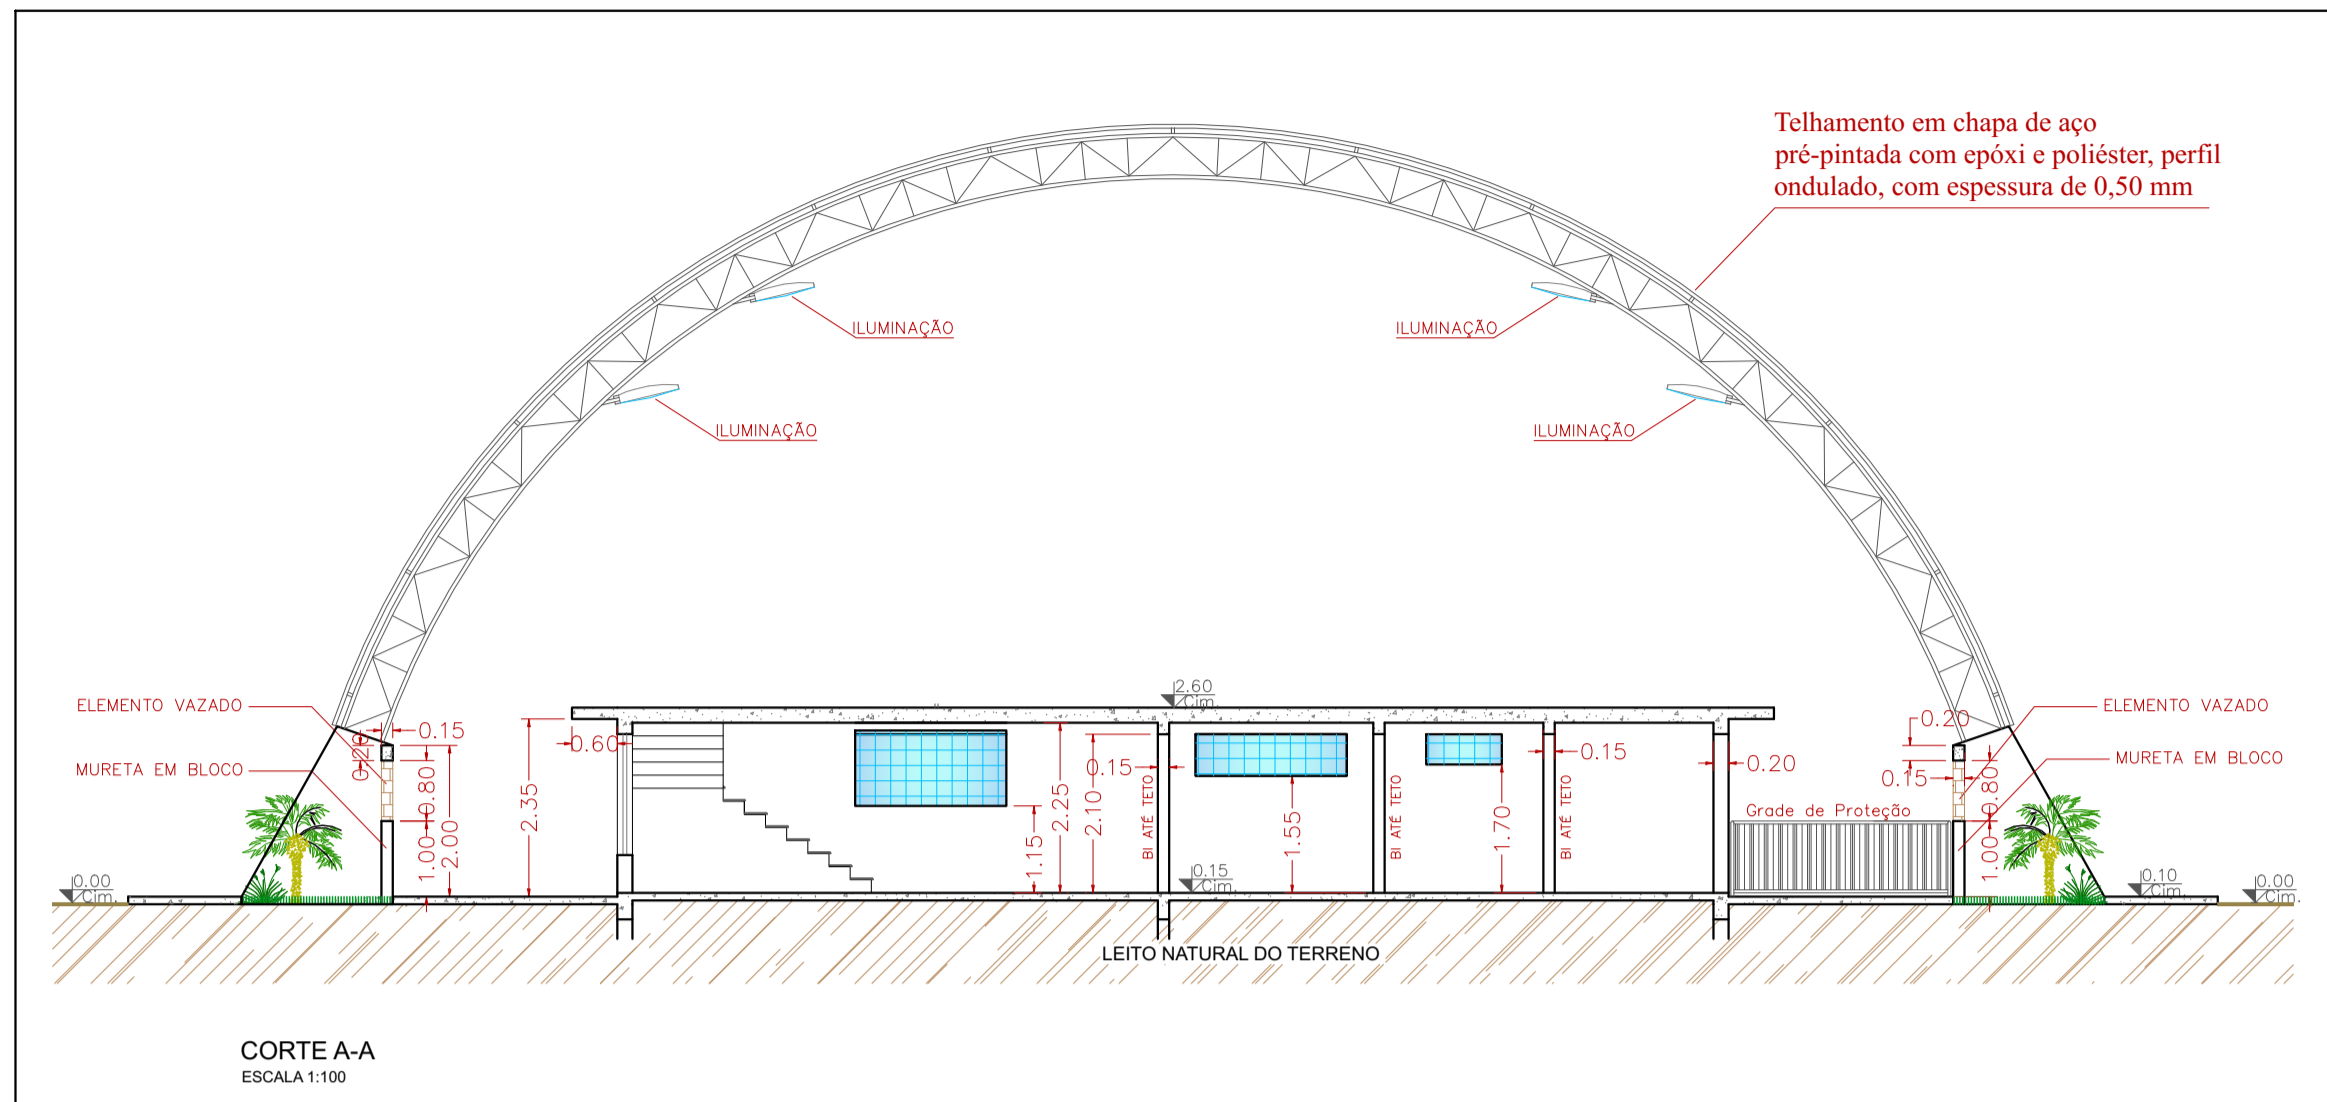 Telhamento em chapa de aço
pré-pintada com epóxi e poliéster, perfil
ondulado, com espessura de 0,50 mm
ILUMINAÇÃO
ILUMINAÇÃO
ILUMINAÇÃO
ILUMINAÇÃO
2.60
Cim.
ELEMENTO VAZADO
ELEMENTO VAZADO
0.15
0.20
0.20
0.60
0.15
0.15
0.20
MURETA EM BLOCO
MURETA EM BLOCO
0.15
0.80
0.80
2.35
2.25
2.10
2.00
1.00
1.15
1.55
1.70
1.00
BI ATÉ TETO
BI ATÉ TETO
BI ATÉ TETO
Grade de Proteção
0.00
Cim.
0.15
Cim.
0.10
Cim.
0.00
Cim.
LEITO NATURAL DO TERRENO
CORTE A-A
ESCALA 1:100